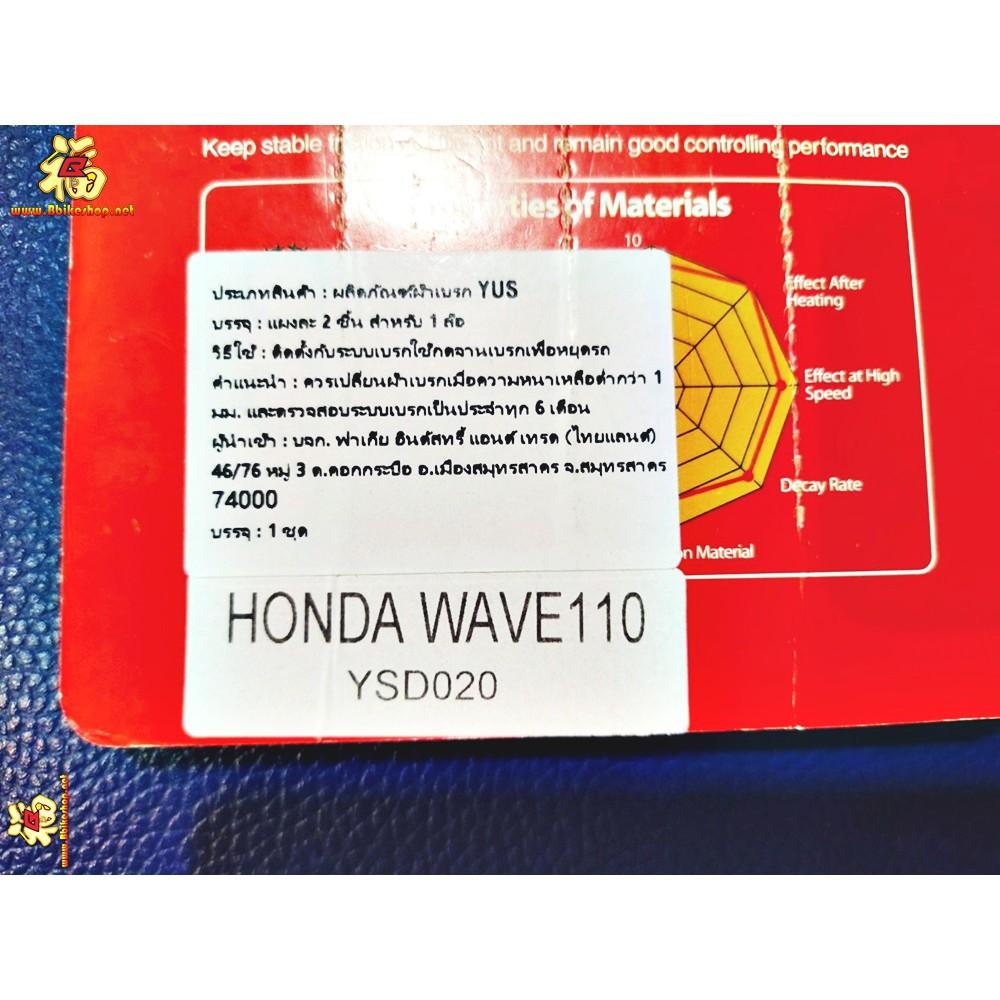 Keep stable friction and remain good controlling performance
of Materials
10
Effect After
Heating
Effect at High
Speed
Decay Rate
Material
ประเภทสินค้า : ผลิตภัณฑ์ผ้าเบรก YUS
บรรจุ : แผงละ 2 ชิ้น สำหรับ 1 ล้อ
วิธีใช้ : ติดตั้งกับระบบเบรกใช้กดจานเบรกเพื่อหยุดรถ
คำแนะนำ : ควรเปลี่ยนผ้าเบรกเมื่อความหนาเหลือต่ำกว่า 1
มม. และตรวจสอบระบบเบรกเป็นประจำทุก 6 เดือน
ผู้นำเข้า : บจก. ฟาเกีย อินดัสทรี้ แอนด์ เทรด (ไทยแลนด์)
46/76 หมู่ 3 ต.คอกกระบือ อ.เมืองสมุทรสาคร จ.สมุทรสาคร
74000
บรรจุ : 1 ชุด
HONDA WAVE110
YSD020
福
B
www.Bbikeshop.net
福
B
www.Bbikeshop.net